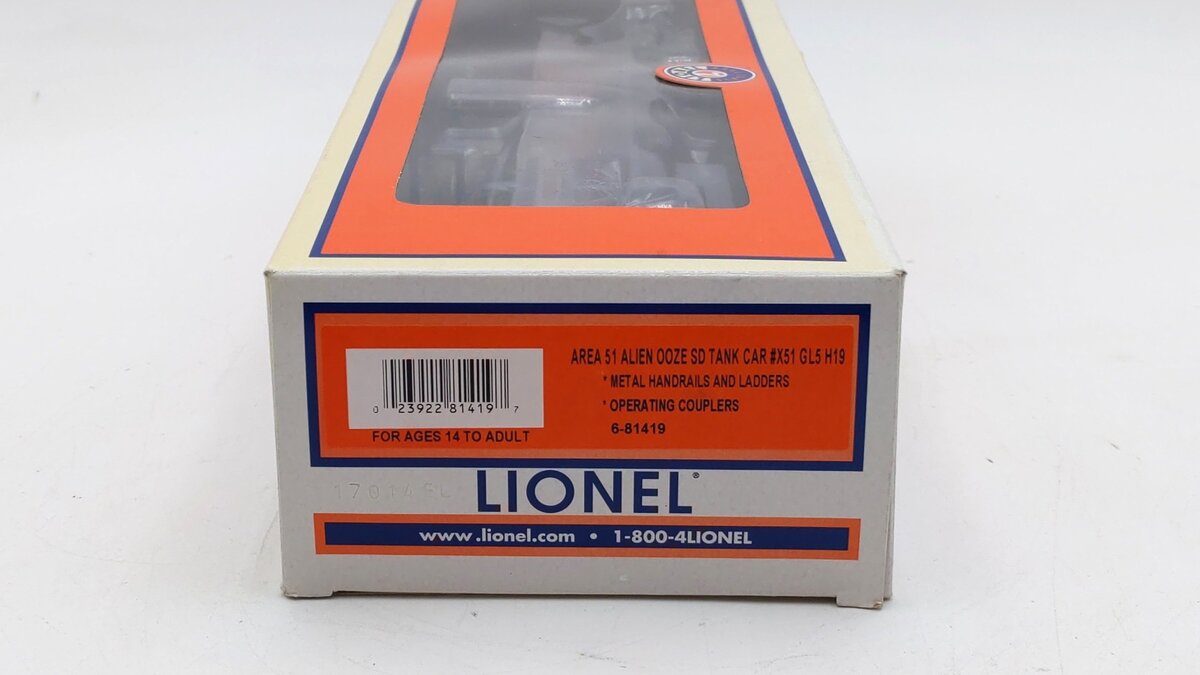 AREA 51 ALIEN OOZE SD TANK CAR #X51 GL5 H19
* METAL HANDRAILS AND LADDERS
* OPERATING COUPLERS
6-81419
0 23922 81419 7
FOR AGES 14 TO ADULT
LIONEL®
www.lionel.com • 1-800-4LIONEL